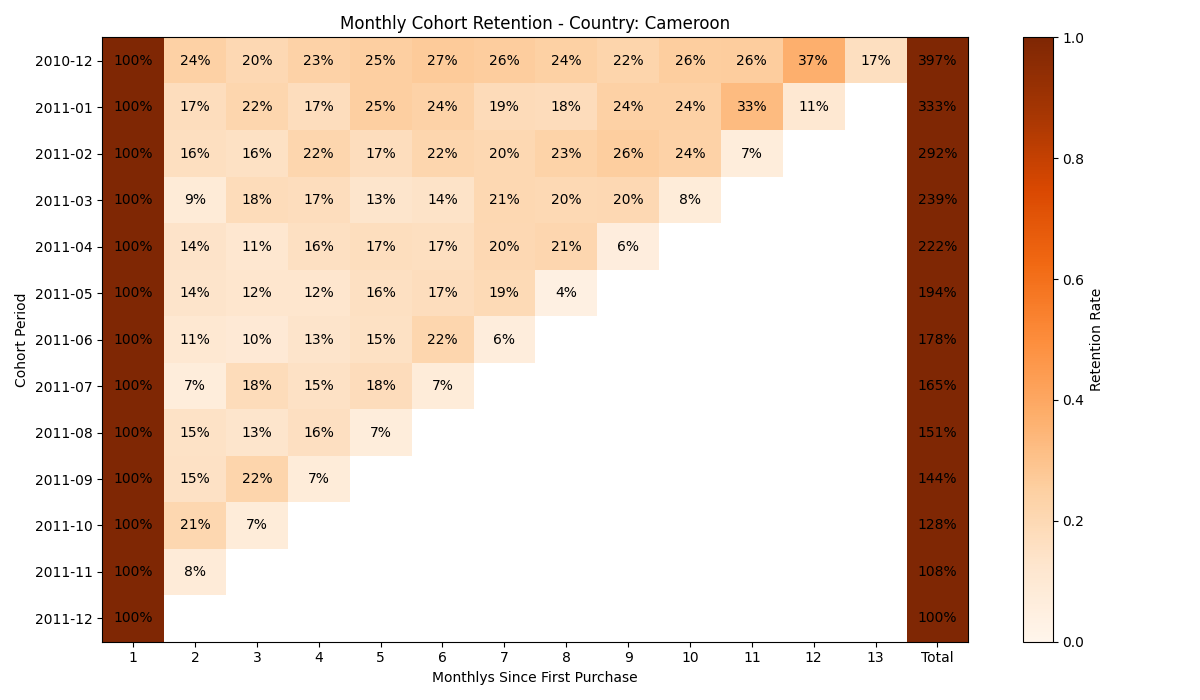 Monthly Cohort Retention - Country: Cameroon
2010-12 100% 24% 20% 23% 25% 27% 26% 24% 22% 26% 26% 37% 17% 397%
2011-01 100% 17% 22% 17% 25% 24% 19% 18% 24% 24% 33% 11% 333%
2011-02 100% 16% 16% 22% 17% 22% 20% 23% 26% 24% 7% 292%
2011-03 100% 9% 18% 17% 13% 14% 21% 20% 20% 8% 239%
2011-04 100% 14% 11% 16% 17% 17% 20% 21% 6% 222%
2011-05 100% 14% 12% 12% 16% 17% 19% 4% 194%
2011-06 100% 11% 10% 13% 15% 22% 6% 178%
2011-07 100% 7% 18% 15% 18% 7% 165%
2011-08 100% 15% 13% 16% 7% 151%
2011-09 100% 15% 22% 7% 144%
2011-10 100% 21% 7% 128%
2011-11 100% 8% 108%
2011-12 100% 100%
1 2 3 4 5 6 7 8 9 10 11 12 13 Total
Monthlys Since First Purchase
Cohort Period
1.0
0.8
0.6
0.4
0.2
0.0
Retention Rate